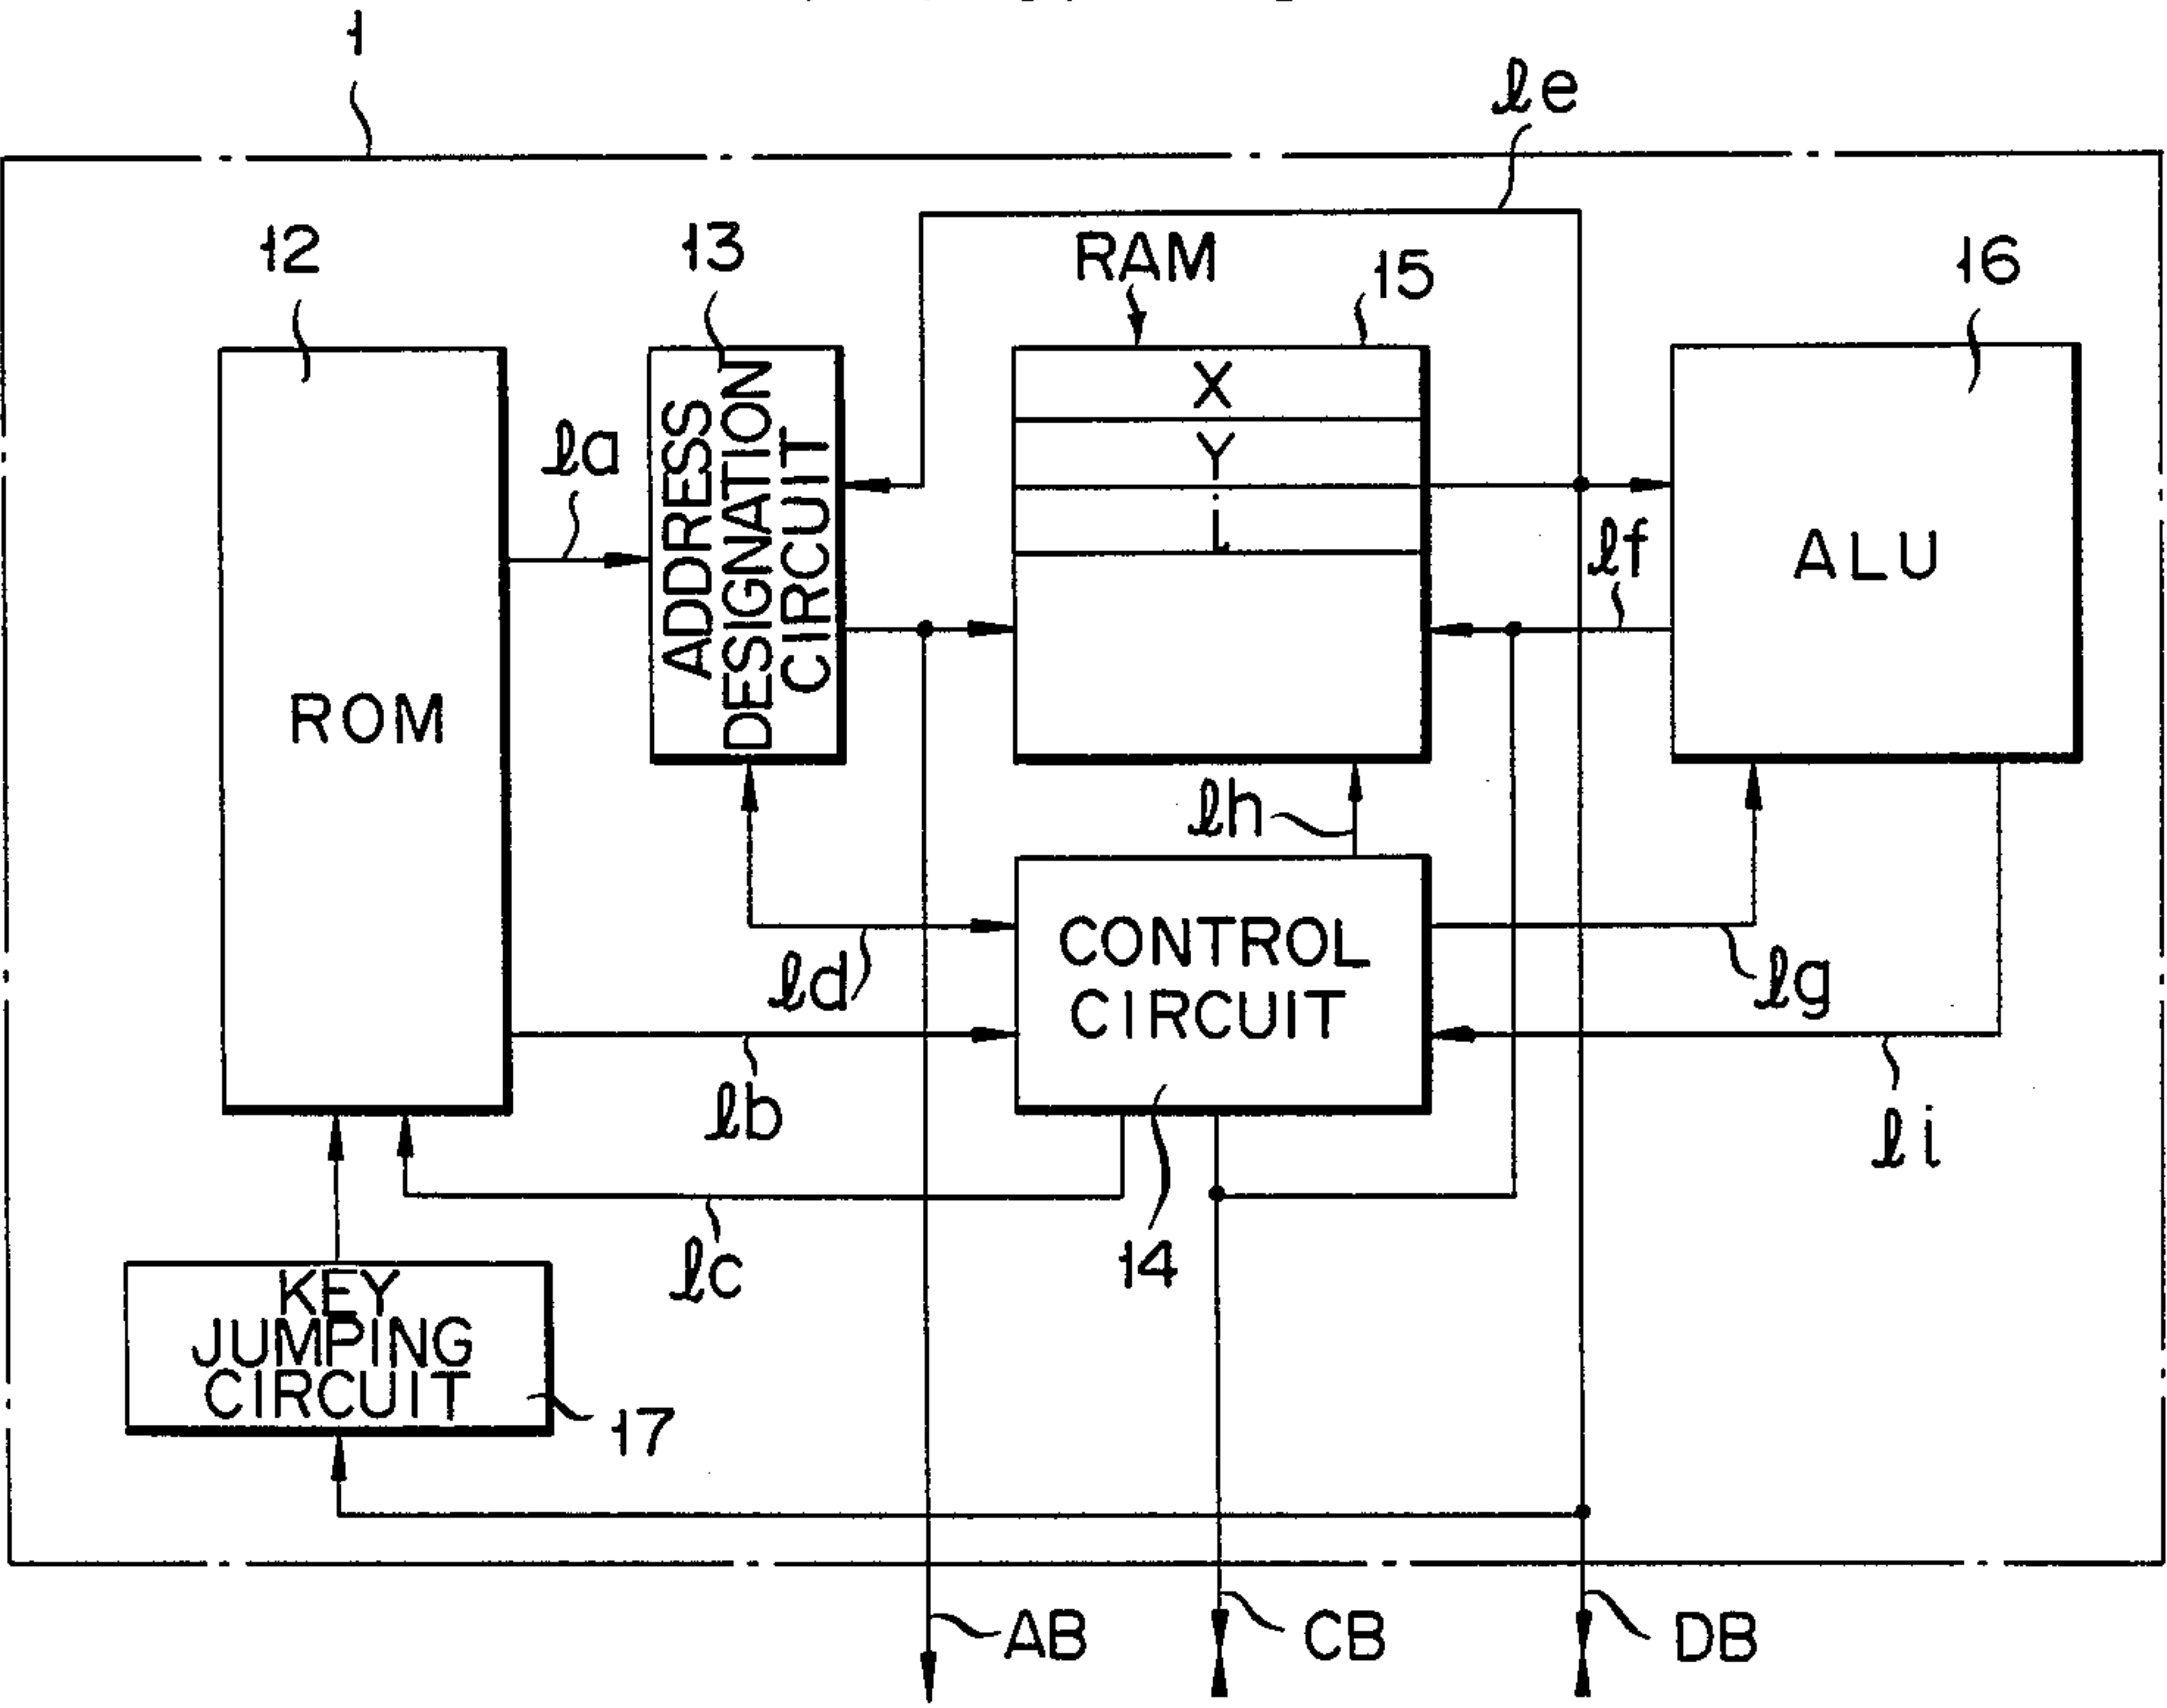 1
le
12
13
RAM
15
16
X
Y
i
la
ADDRESS
DESIGNATION
CIRCUIT
lf
ALU
ROM
lh
CONTROL
CIRCUIT
ld
lg
lb
li
lc
14
KEY
JUMPING
CIRCUIT
17
AB
CB
DB